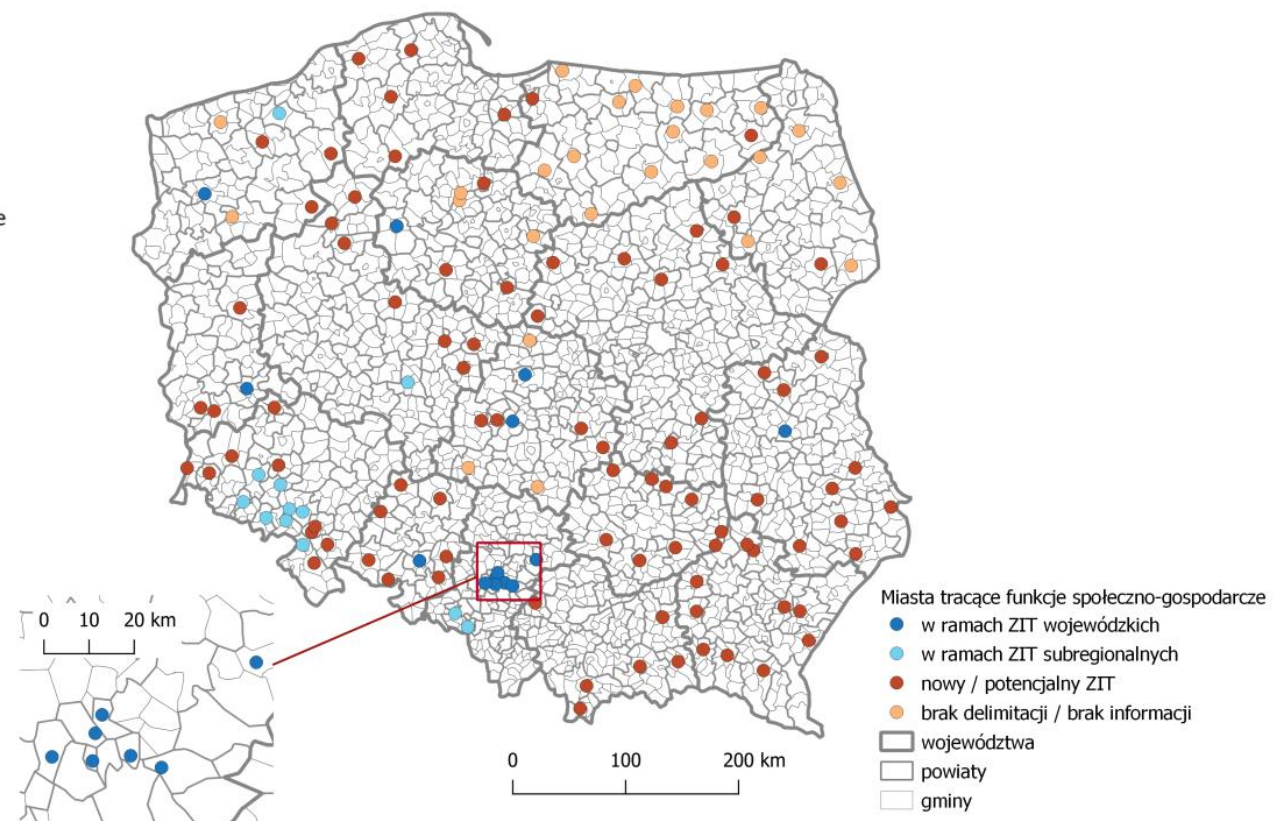 e
0 10 20 km
0 100 200 km
Miasta tracące funkcje społeczno-gospodarcze
w ramach ZIT wojewódzkich
w ramach ZIT subregionalnych
nowy / potencjalny ZIT
brak delimitacji / brak informacji
województwa
powiaty
gminy